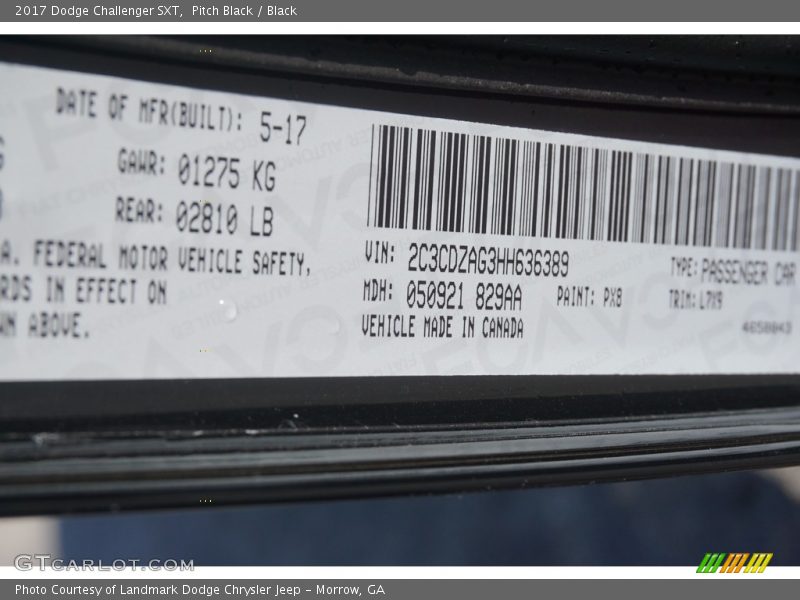 2017 Dodge Challenger SXT, Pitch Black / Black
DATE OF MFR(BUILT): 5-17
GAWR: 01275 KG
REAR: 02810 LB
A. FEDERAL MOTOR VEHICLE SAFETY,
RDS IN EFFECT ON
WN ABOVE.
VIN: 2C3CDZAG3HH636389
TYPE: PASSENGER CAR
MDH: 050921 829AA
PAINT: PX8
TRIM: L7X9
VEHICLE MADE IN CANADA
GTCARLOT.COM
Photo Courtesy of Landmark Dodge Chrysler Jeep – Morrow, GA